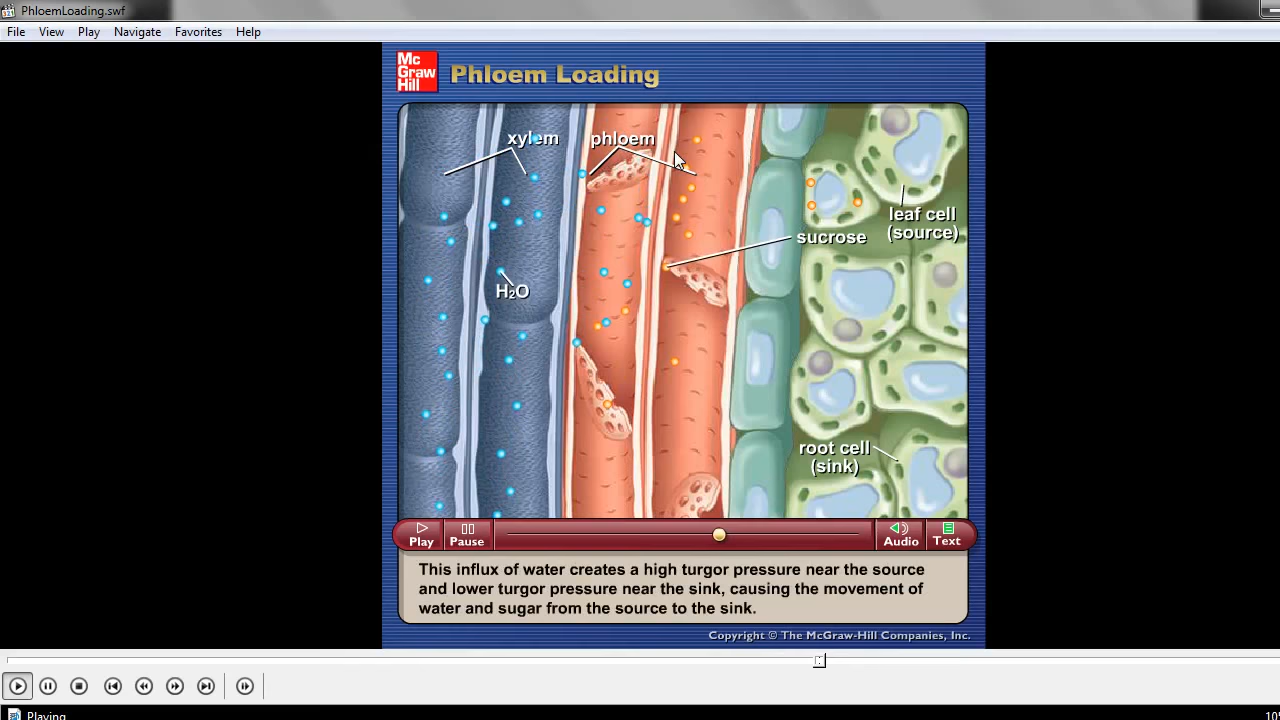 PhloemLoading.swf
File View Play Navigate Favorites Help
Mc
Graw
Hill
Phloem Loading
xylem
phloem
leaf cell
(source)
sucrose
H₂O
root cell
(sink)
Play
Pause
Audio
Text
This influx of water creates a high turgor pressure near the source
and lower turgor pressure near the sink, causing the movement of
water and sugar from the source to the sink.
Copyright © The McGraw-Hill Companies, Inc.
Playing